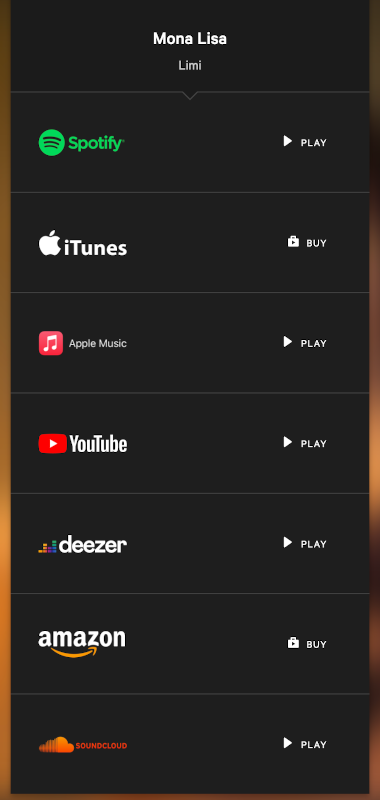 Mona Lisa
Limi
Spotify
PLAY
iTunes
BUY
Apple Music
PLAY
YouTube
PLAY
deezer
PLAY
amazon
BUY
SOUNDCLOUD
PLAY